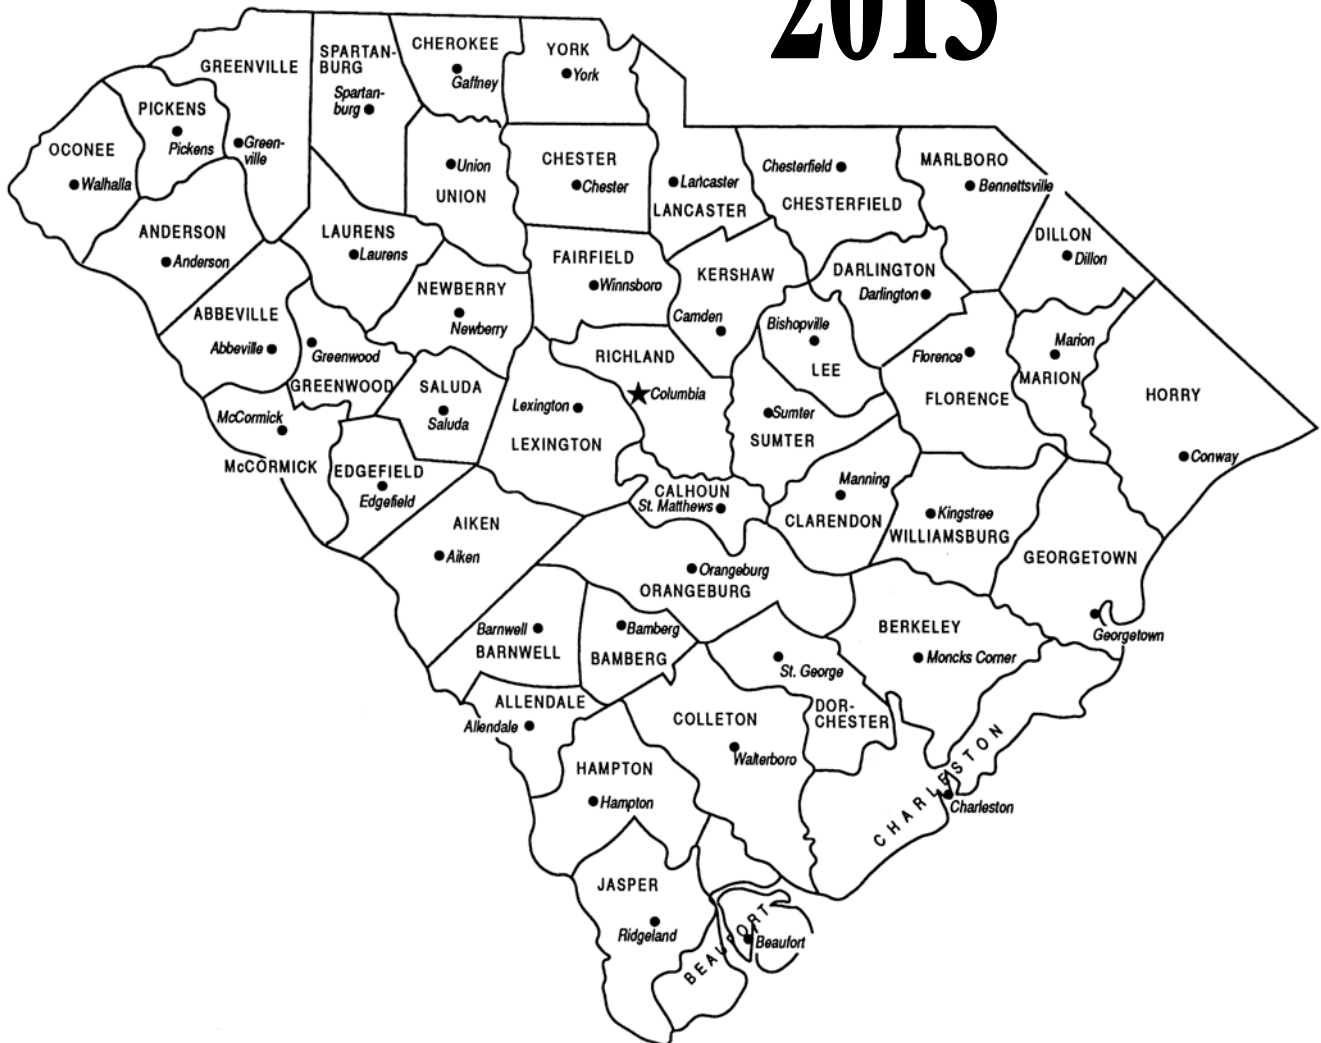 2015
CHEROKEE
Gaffney
YORK
York
SPARTAN-
BURG
Spartan-
burg
GREENVILLE
Green-
ville
PICKENS
Pickens
OCONEE
Walhalla
Union
UNION
CHESTER
Chester
Lancaster
LANCASTER
Chesterfield
CHESTERFIELD
MARLBORO
Bennettsville
DILLON
Dillon
ANDERSON
Anderson
LAURENS
Laurens
NEWBERRY
Newberry
FAIRFIELD
Winnsboro
KERSHAW
Camden
DARLINGTON
Darlington
Bishopville
LEE
ABBEVILLE
Abbeville
Greenwood
GREENWOOD
SALUDA
Saluda
RICHLAND
Columbia
Lexington
LEXINGTON
Sumter
SUMTER
Florence
FLORENCE
Marion
MARION
HORRY
Conway
McCormick
McCORMICK
EDGEFIELD
Edgefield
CALHOUN
St. Matthews
Manning
CLARENDON
Kingstree
WILLIAMSBURG
GEORGETOWN
Georgetown
AIKEN
Aiken
Orangeburg
ORANGEBURG
Barnwell
BARNWELL
Bamberg
BAMBERG
BERKELEY
Moncks Corner
St. George
DOR-
CHESTER
ALLENDALE
Allendale
COLLETON
Walterboro
HAMPTON
Hampton
CHARLESTON
Charleston
JASPER
Ridgeland
BEAUFORT
Beaufort